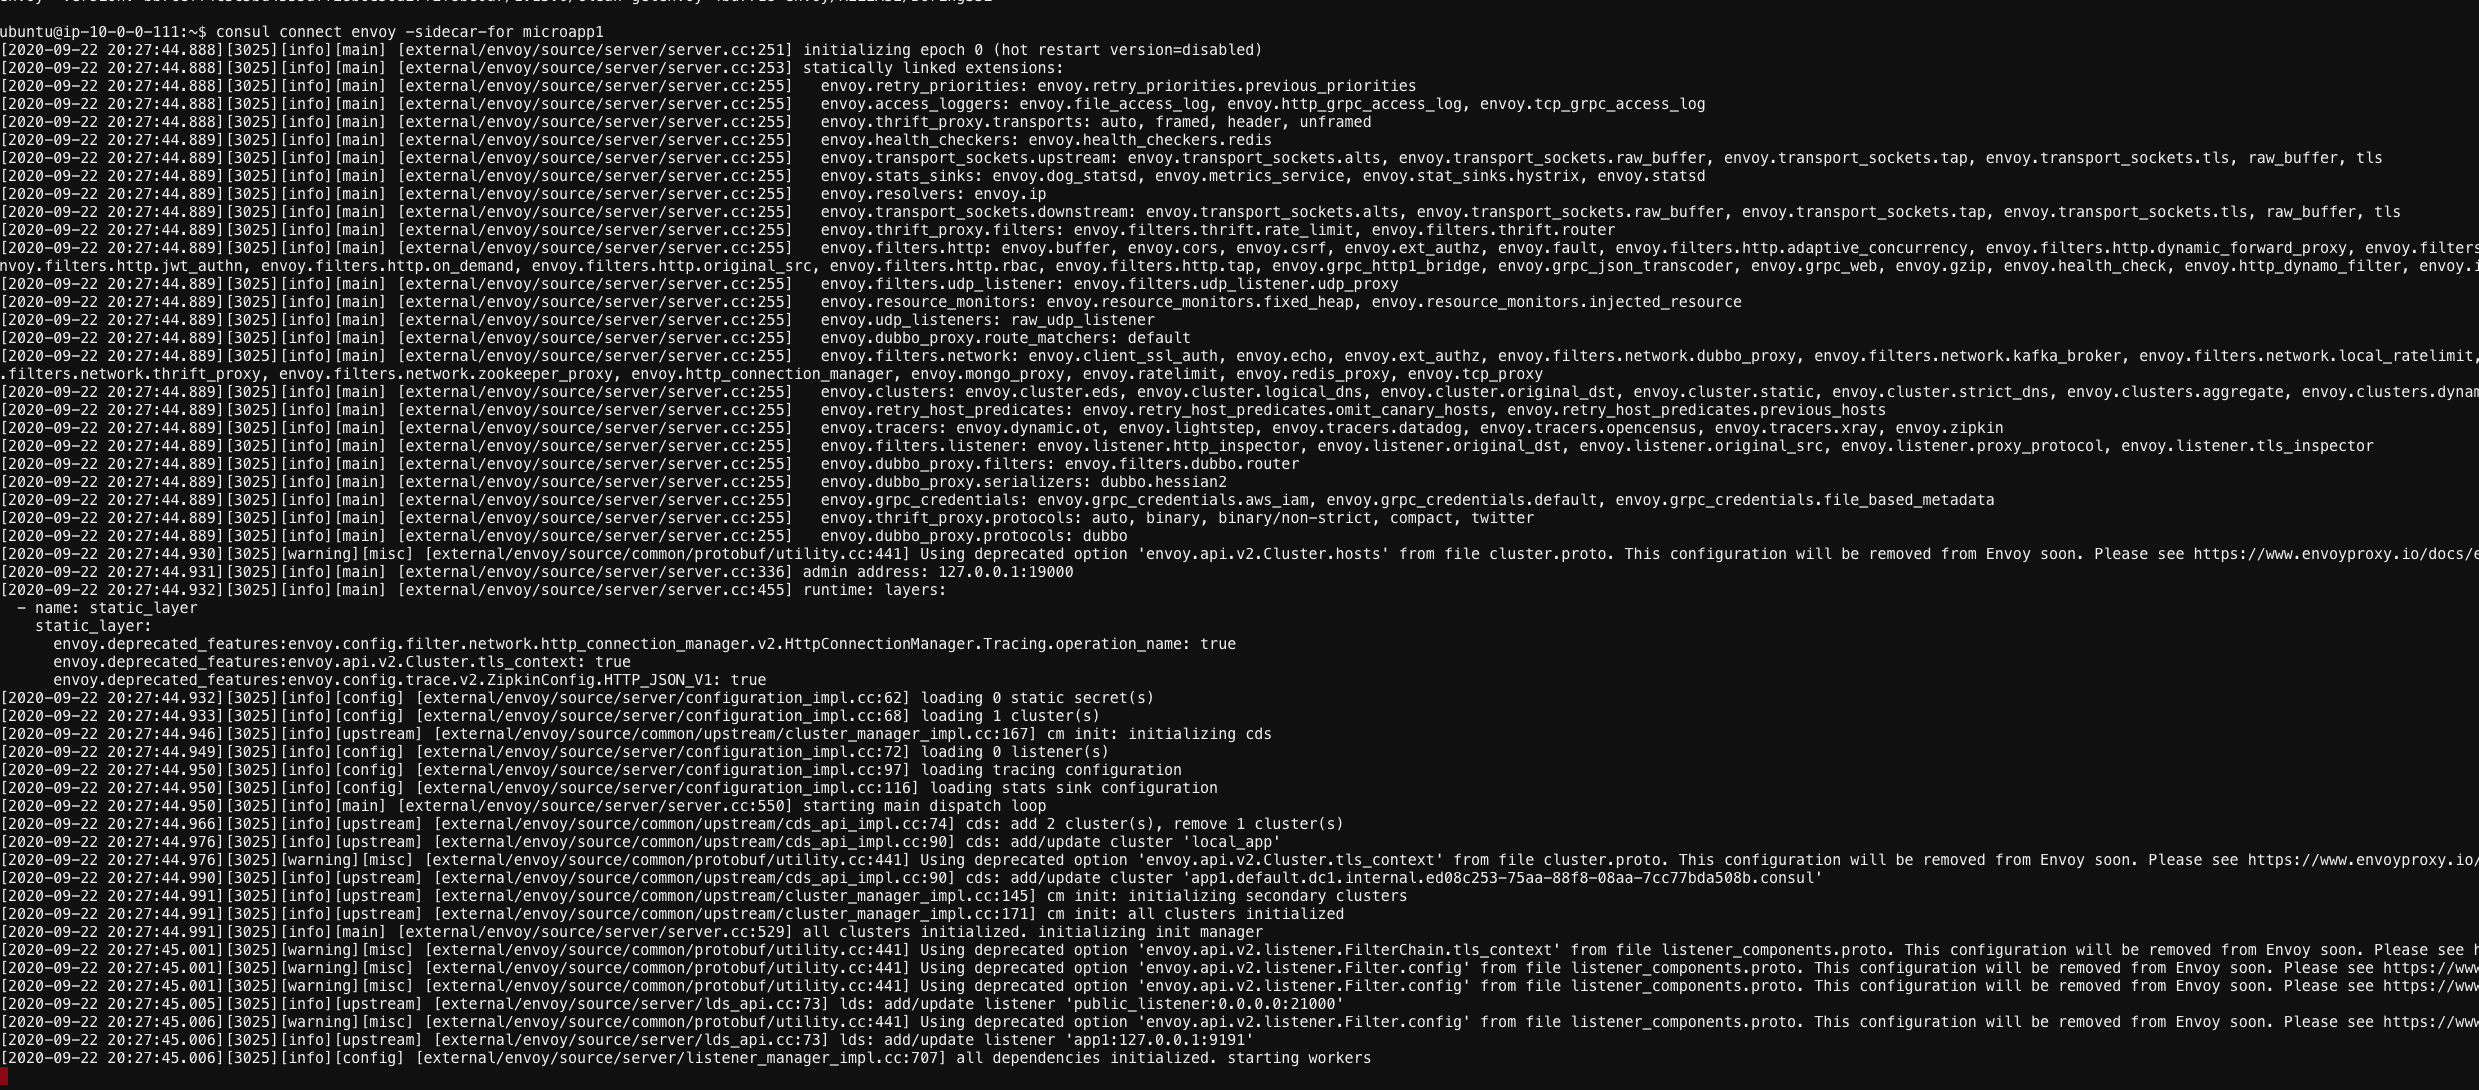 ubuntu@ip-10-0-0-111:~$ consul connect envoy -sidecar-for microapp1
[2020-09-22 20:27:44.888][3025][info][main] [external/envoy/source/server/server.cc:251] initializing epoch 0 (hot restart version=disabled)
[2020-09-22 20:27:44.888][3025][info][main] [external/envoy/source/server/server.cc:253] statically linked extensions:
[2020-09-22 20:27:44.888][3025][info][main] [external/envoy/source/server/server.cc:255]   envoy.retry_priorities: envoy.retry_priorities.previous_priorities
[2020-09-22 20:27:44.888][3025][info][main] [external/envoy/source/server/server.cc:255]   envoy.access_loggers: envoy.file_access_log, envoy.http_grpc_access_log, envoy.tcp_grpc_access_log
[2020-09-22 20:27:44.888][3025][info][main] [external/envoy/source/server/server.cc:255]   envoy.thrift_proxy.transports: auto, framed, header, unframed
[2020-09-22 20:27:44.889][3025][info][main] [external/envoy/source/server/server.cc:255]   envoy.health_checkers: envoy.health_checkers.redis
[2020-09-22 20:27:44.889][3025][info][main] [external/envoy/source/server/server.cc:255]   envoy.transport_sockets.upstream: envoy.transport_sockets.alts, envoy.transport_sockets.raw_buffer, envoy.transport_sockets.tap, envoy.transport_sockets.tls, raw_buffer, tls
[2020-09-22 20:27:44.889][3025][info][main] [external/envoy/source/server/server.cc:255]   envoy.stats_sinks: envoy.dog_statsd, envoy.metrics_service, envoy.stat_sinks.hystrix, envoy.statsd
[2020-09-22 20:27:44.889][3025][info][main] [external/envoy/source/server/server.cc:255]   envoy.resolvers: envoy.ip
[2020-09-22 20:27:44.889][3025][info][main] [external/envoy/source/server/server.cc:255]   envoy.transport_sockets.downstream: envoy.transport_sockets.alts, envoy.transport_sockets.raw_buffer, envoy.transport_sockets.tap, envoy.transport_sockets.tls, raw_buffer, tls
[2020-09-22 20:27:44.889][3025][info][main] [external/envoy/source/server/server.cc:255]   envoy.thrift_proxy.filters: envoy.filters.thrift.rate_limit, envoy.filters.thrift.router
[2020-09-22 20:27:44.889][3025][info][main] [external/envoy/source/server/server.cc:255]   envoy.filters.http: envoy.buffer, envoy.cors, envoy.csrf, envoy.ext_authz, envoy.fault, envoy.filters.http.adaptive_concurrency, envoy.filters.http.dynamic_forward_proxy, envoy.filters
nvoy.filters.http.jwt_authn, envoy.filters.http.on_demand, envoy.filters.http.original_src, envoy.filters.http.rbac, envoy.filters.http.tap, envoy.grpc_http1_bridge, envoy.grpc_json_transcoder, envoy.grpc_web, envoy.gzip, envoy.health_check, envoy.http_dynamo_filter, envoy.i
[2020-09-22 20:27:44.889][3025][info][main] [external/envoy/source/server/server.cc:255]   envoy.filters.udp_listener: envoy.filters.udp_listener.udp_proxy
[2020-09-22 20:27:44.889][3025][info][main] [external/envoy/source/server/server.cc:255]   envoy.resource_monitors: envoy.resource_monitors.fixed_heap, envoy.resource_monitors.injected_resource
[2020-09-22 20:27:44.889][3025][info][main] [external/envoy/source/server/server.cc:255]   envoy.udp_listeners: raw_udp_listener
[2020-09-22 20:27:44.889][3025][info][main] [external/envoy/source/server/server.cc:255]   envoy.dubbo_proxy.route_matchers: default
[2020-09-22 20:27:44.889][3025][info][main] [external/envoy/source/server/server.cc:255]   envoy.filters.network: envoy.client_ssl_auth, envoy.echo, envoy.ext_authz, envoy.filters.network.dubbo_proxy, envoy.filters.network.kafka_broker, envoy.filters.network.local_ratelimit,
.filters.network.thrift_proxy, envoy.filters.network.zookeeper_proxy, envoy.http_connection_manager, envoy.mongo_proxy, envoy.ratelimit, envoy.redis_proxy, envoy.tcp_proxy
[2020-09-22 20:27:44.889][3025][info][main] [external/envoy/source/server/server.cc:255]   envoy.clusters: envoy.cluster.eds, envoy.cluster.logical_dns, envoy.cluster.original_dst, envoy.cluster.static, envoy.cluster.strict_dns, envoy.clusters.aggregate, envoy.clusters.dynam
[2020-09-22 20:27:44.889][3025][info][main] [external/envoy/source/server/server.cc:255]   envoy.retry_host_predicates: envoy.retry_host_predicates.omit_canary_hosts, envoy.retry_host_predicates.previous_hosts
[2020-09-22 20:27:44.889][3025][info][main] [external/envoy/source/server/server.cc:255]   envoy.tracers: envoy.dynamic.ot, envoy.lightstep, envoy.tracers.datadog, envoy.tracers.opencensus, envoy.tracers.xray, envoy.zipkin
[2020-09-22 20:27:44.889][3025][info][main] [external/envoy/source/server/server.cc:255]   envoy.filters.listener: envoy.listener.http_inspector, envoy.listener.original_dst, envoy.listener.original_src, envoy.listener.proxy_protocol, envoy.listener.tls_inspector
[2020-09-22 20:27:44.889][3025][info][main] [external/envoy/source/server/server.cc:255]   envoy.dubbo_proxy.filters: envoy.filters.dubbo.router
[2020-09-22 20:27:44.889][3025][info][main] [external/envoy/source/server/server.cc:255]   envoy.dubbo_proxy.serializers: dubbo.hessian2
[2020-09-22 20:27:44.889][3025][info][main] [external/envoy/source/server/server.cc:255]   envoy.grpc_credentials: envoy.grpc_credentials.aws_iam, envoy.grpc_credentials.default, envoy.grpc_credentials.file_based_metadata
[2020-09-22 20:27:44.889][3025][info][main] [external/envoy/source/server/server.cc:255]   envoy.thrift_proxy.protocols: auto, binary, binary/non-strict, compact, twitter
[2020-09-22 20:27:44.889][3025][info][main] [external/envoy/source/server/server.cc:255]   envoy.dubbo_proxy.protocols: dubbo
[2020-09-22 20:27:44.930][3025][warning][misc] [external/envoy/source/common/protobuf/utility.cc:441] Using deprecated option 'envoy.api.v2.Cluster.hosts' from file cluster.proto. This configuration will be removed from Envoy soon. Please see https://www.envoyproxy.io/docs/e
[2020-09-22 20:27:44.931][3025][info][main] [external/envoy/source/server/server.cc:336] admin address: 127.0.0.1:19000
[2020-09-22 20:27:44.932][3025][info][main] [external/envoy/source/server/server.cc:455] runtime: layers:
  - name: static_layer
    static_layer:
      envoy.deprecated_features:envoy.config.filter.network.http_connection_manager.v2.HttpConnectionManager.Tracing.operation_name: true
      envoy.deprecated_features:envoy.api.v2.Cluster.tls_context: true
      envoy.deprecated_features:envoy.config.trace.v2.ZipkinConfig.HTTP_JSON_V1: true
[2020-09-22 20:27:44.932][3025][info][config] [external/envoy/source/server/configuration_impl.cc:62] loading 0 static secret(s)
[2020-09-22 20:27:44.933][3025][info][config] [external/envoy/source/server/configuration_impl.cc:68] loading 1 cluster(s)
[2020-09-22 20:27:44.946][3025][info][upstream] [external/envoy/source/common/upstream/cluster_manager_impl.cc:167] cm init: initializing cds
[2020-09-22 20:27:44.949][3025][info][config] [external/envoy/source/server/configuration_impl.cc:72] loading 0 listener(s)
[2020-09-22 20:27:44.950][3025][info][config] [external/envoy/source/server/configuration_impl.cc:97] loading tracing configuration
[2020-09-22 20:27:44.950][3025][info][config] [external/envoy/source/server/configuration_impl.cc:116] loading stats sink configuration
[2020-09-22 20:27:44.950][3025][info][main] [external/envoy/source/server/server.cc:550] starting main dispatch loop
[2020-09-22 20:27:44.966][3025][info][upstream] [external/envoy/source/common/upstream/cds_api_impl.cc:74] cds: add 2 cluster(s), remove 1 cluster(s)
[2020-09-22 20:27:44.976][3025][info][upstream] [external/envoy/source/common/upstream/cds_api_impl.cc:90] cds: add/update cluster 'local_app'
[2020-09-22 20:27:44.976][3025][warning][misc] [external/envoy/source/common/protobuf/utility.cc:441] Using deprecated option 'envoy.api.v2.Cluster.tls_context' from file cluster.proto. This configuration will be removed from Envoy soon. Please see https://www.envoyproxy.io/
[2020-09-22 20:27:44.990][3025][info][upstream] [external/envoy/source/common/upstream/cds_api_impl.cc:90] cds: add/update cluster 'app1.default.dc1.internal.ed08c253-75aa-88f8-08aa-7cc77bda508b.consul'
[2020-09-22 20:27:44.991][3025][info][upstream] [external/envoy/source/common/upstream/cluster_manager_impl.cc:145] cm init: initializing secondary clusters
[2020-09-22 20:27:44.991][3025][info][upstream] [external/envoy/source/common/upstream/cluster_manager_impl.cc:171] cm init: all clusters initialized
[2020-09-22 20:27:44.991][3025][info][main] [external/envoy/source/server/server.cc:529] all clusters initialized. initializing init manager
[2020-09-22 20:27:45.001][3025][warning][misc] [external/envoy/source/common/protobuf/utility.cc:441] Using deprecated option 'envoy.api.v2.listener.FilterChain.tls_context' from file listener_components.proto. This configuration will be removed from Envoy soon. Please see h
[2020-09-22 20:27:45.001][3025][warning][misc] [external/envoy/source/common/protobuf/utility.cc:441] Using deprecated option 'envoy.api.v2.listener.Filter.config' from file listener_components.proto. This configuration will be removed from Envoy soon. Please see https://www
[2020-09-22 20:27:45.001][3025][warning][misc] [external/envoy/source/common/protobuf/utility.cc:441] Using deprecated option 'envoy.api.v2.listener.Filter.config' from file listener_components.proto. This configuration will be removed from Envoy soon. Please see https://www
[2020-09-22 20:27:45.005][3025][info][upstream] [external/envoy/source/server/lds_api.cc:73] lds: add/update listener 'public_listener:0.0.0.0:21000'
[2020-09-22 20:27:45.006][3025][warning][misc] [external/envoy/source/common/protobuf/utility.cc:441] Using deprecated option 'envoy.api.v2.listener.Filter.config' from file listener_components.proto. This configuration will be removed from Envoy soon. Please see https://www
[2020-09-22 20:27:45.006][3025][info][upstream] [external/envoy/source/server/lds_api.cc:73] lds: add/update listener 'app1:127.0.0.1:9191'
[2020-09-22 20:27:45.006][3025][info][config] [external/envoy/source/server/listener_manager_impl.cc:707] all dependencies initialized. starting workers